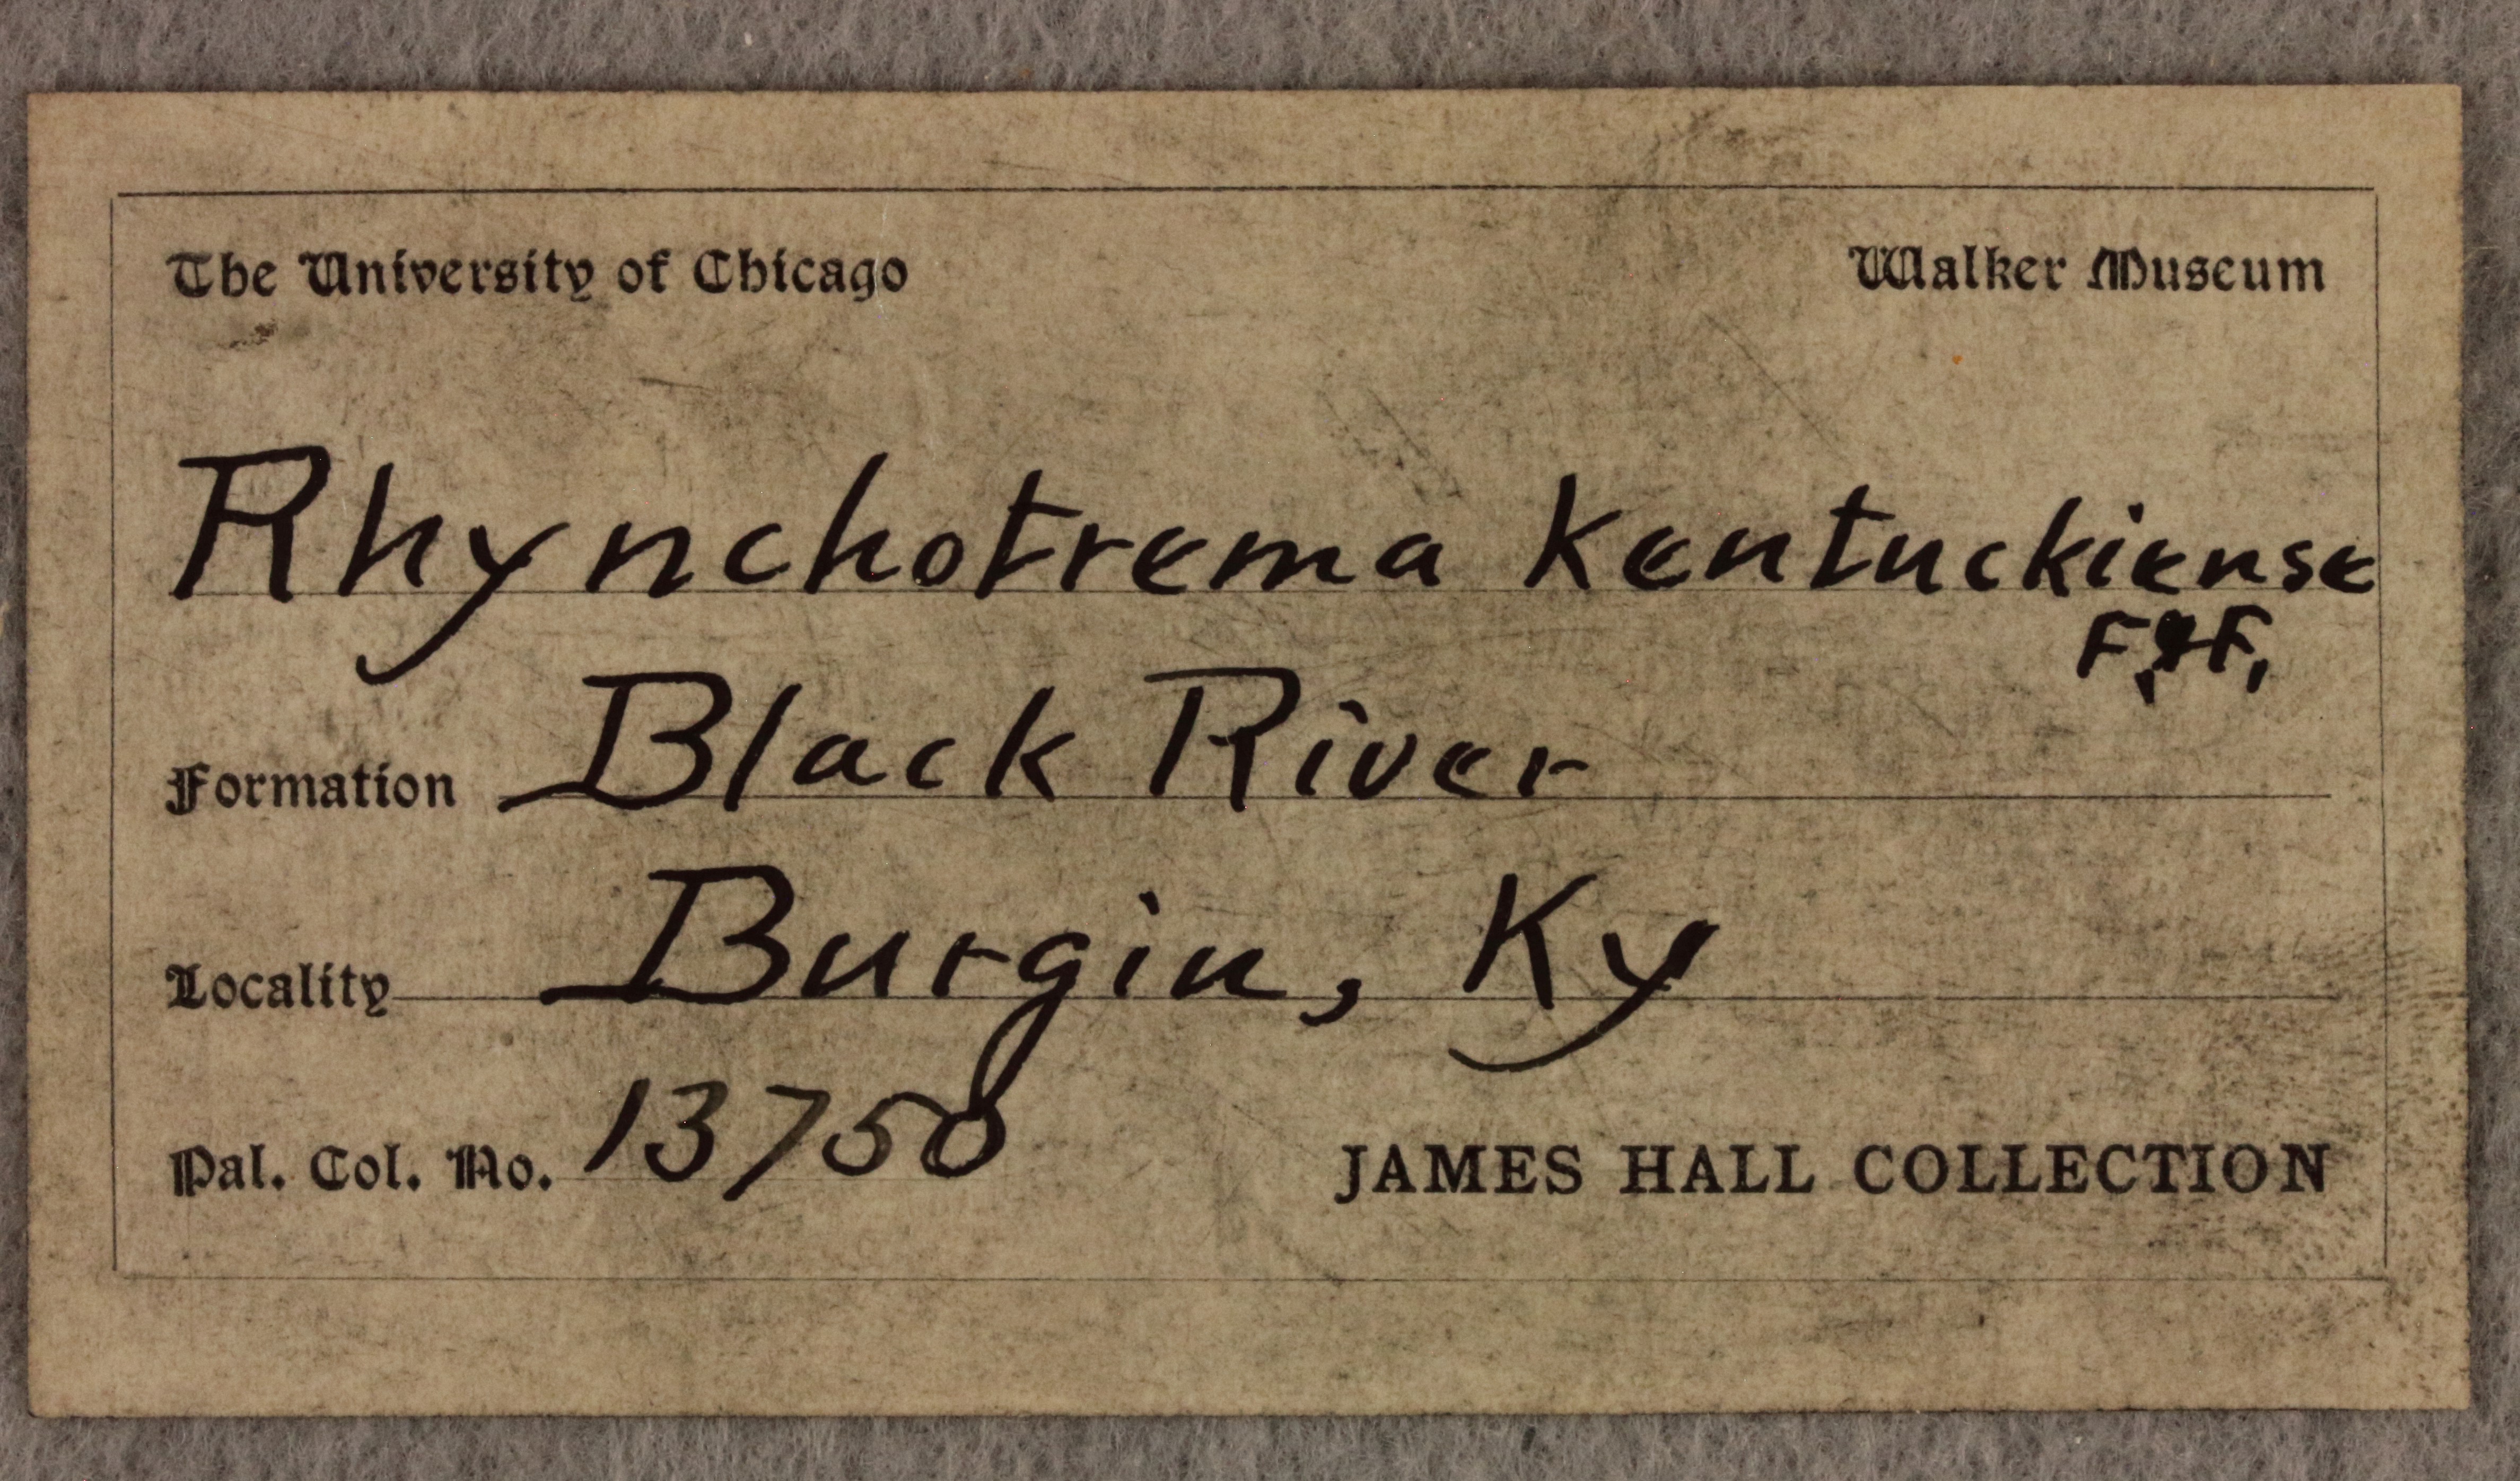 The University of Chicago Walker Museum
Rhynchotrema kentuckiense
F. & F.
Formation Black River
Locality Burgin, Ky
Pal. Col. No. 13750 JAMES HALL COLLECTION